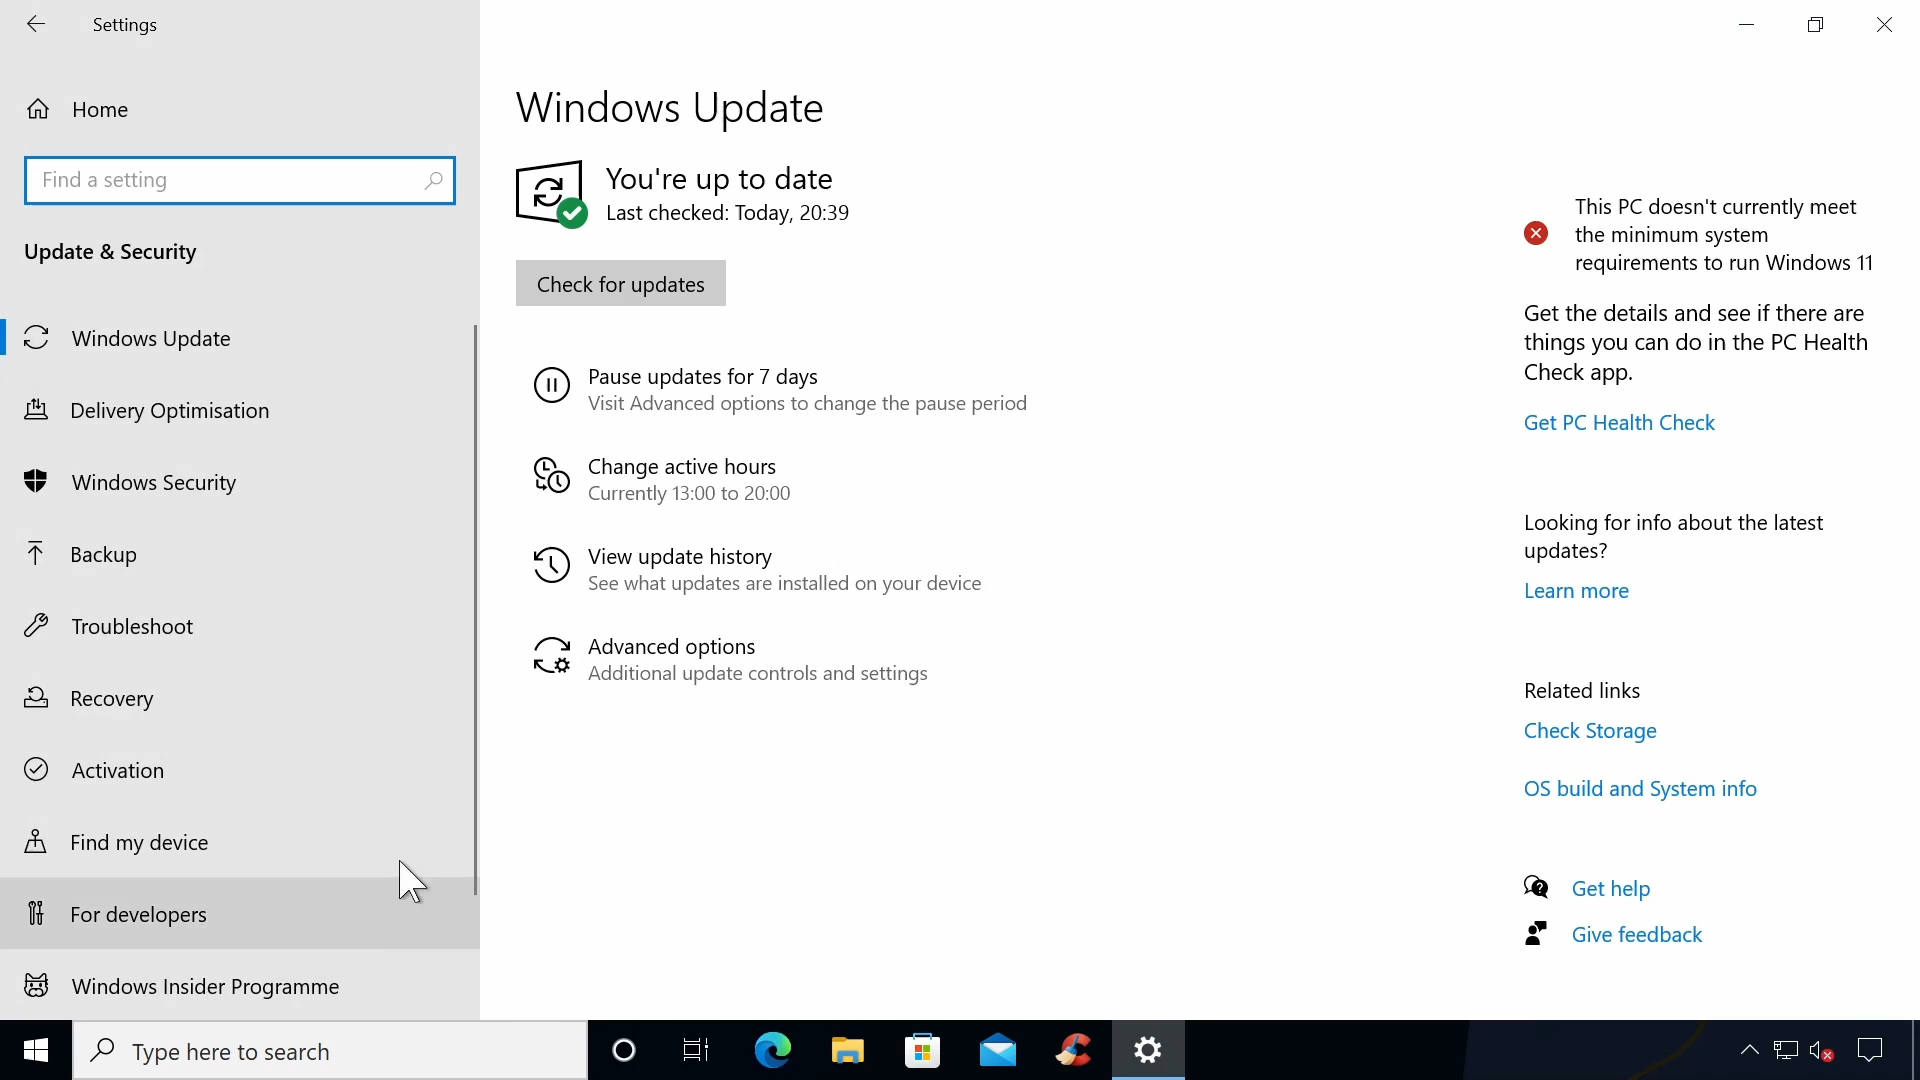 Settings
Home
Find a setting
Update & Security
Windows Update
Delivery Optimisation
Windows Security
Backup
Troubleshoot
Recovery
Activation
Find my device
For developers
Windows Insider Programme
Windows Update
You're up to date
Last checked: Today, 20:39
Check for updates
Pause updates for 7 days
Visit Advanced options to change the pause period
Change active hours
Currently 13:00 to 20:00
View update history
See what updates are installed on your device
Advanced options
Additional update controls and settings
This PC doesn't currently meet
the minimum system
requirements to run Windows 11
Get the details and see if there are
things you can do in the PC Health
Check app.
Get PC Health Check
Looking for info about the latest
updates?
Learn more
Related links
Check Storage
OS build and System info
Get help
Give feedback
Type here to search